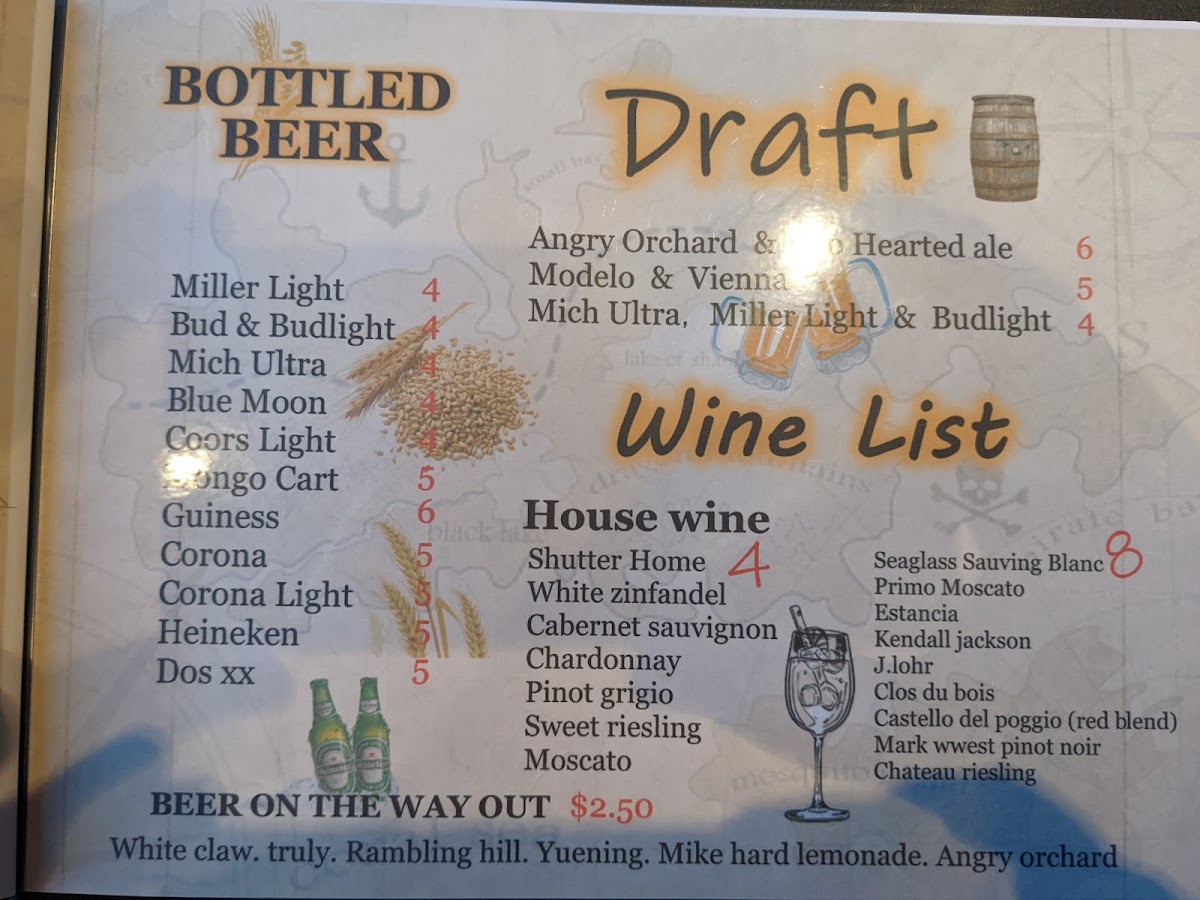 BOTTLED
BEER
Miller Light 4
Bud & Budlight 4
Mich Ultra 4
Blue Moon 4
Coors Light 4
ongo Cart 5
Guiness 6
Corona 5
Corona Light 5
Heineken 5
Dos xx 5
Draft
Angry Orchard & Hearted ale 6
Modelo & Vienna 5
Mich Ultra, Miller Light & Budlight 4
Wine List
House wine
Shutter Home 4
White zinfandel
Cabernet sauvignon
Chardonnay
Pinot grigio
Sweet riesling
Moscato
Seaglass Sauving Blanc 8
Primo Moscato
Estancia
Kendall jackson
J.lohr
Clos du bois
Castello del poggio (red blend)
Mark wwest pinot noir
Chateau riesling
BEER ON THE WAY OUT $2.50
White claw. truly. Rambling hill. Yuening. Mike hard lemonade. Angry orchard
black lake